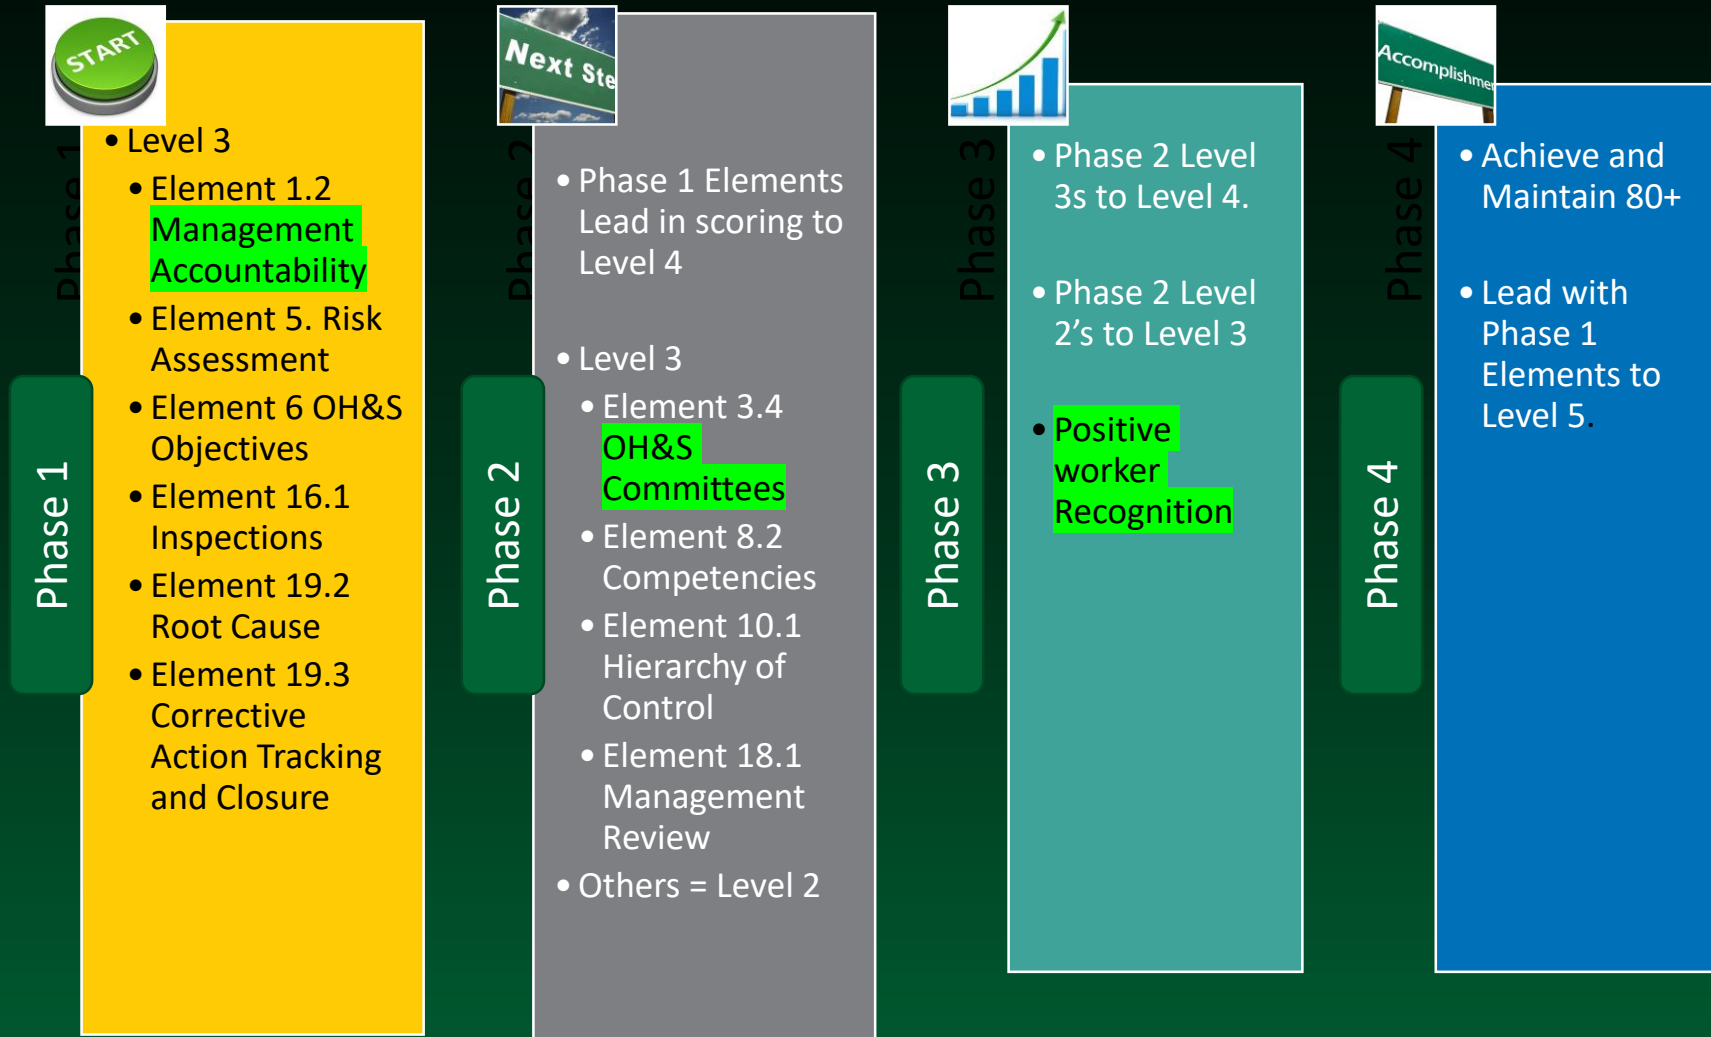 START
Phase 1
• Level 3
• Element 1.2
Management
Accountability
• Element 5. Risk
Assessment
• Element 6 OH&S
Objectives
• Element 16.1
Inspections
• Element 19.2
Root Cause
• Element 19.3
Corrective
Action Tracking
and Closure
Phase 1
Next Ste
Phase 2
• Phase 1 Elements
Lead in scoring to
Level 4
• Level 3
• Element 3.4
OH&S
Committees
• Element 8.2
Competencies
• Element 10.1
Hierarchy of
Control
• Element 18.1
Management
Review
• Others = Level 2
Phase 2
Phase 3
• Phase 2 Level
3s to Level 4.
• Phase 2 Level
2's to Level 3
• Positive
worker
Recognition
Phase 3
Accomplishme
Phase 4
• Achieve and
Maintain 80+
• Lead with
Phase 1
Elements to
Level 5.
Phase 4